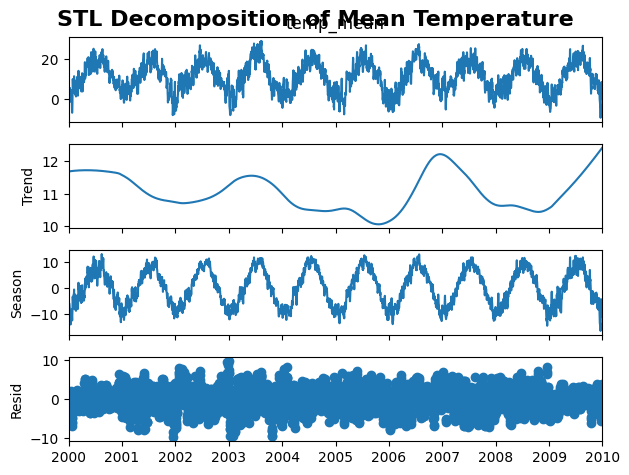 STL Decomposition of Mean Temperature
temp_mean
20
0
Trend
12
11
10
Season
10
0
−10
Resid
10
0
−10
2000 2001 2002 2003 2004 2005 2006 2007 2008 2009 2010